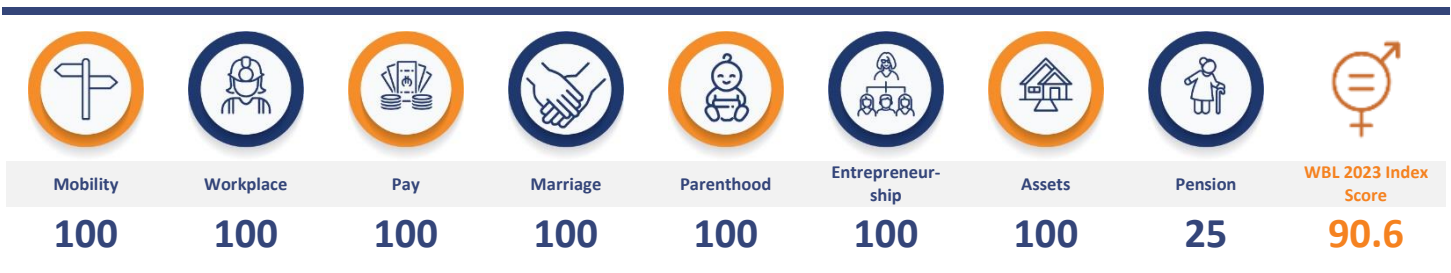 Mobility
Workplace
Pay
Marriage
Parenthood
Entrepreneur-
ship
Assets
Pension
WBL 2023 Index
Score
100
100
100
100
100
100
100
25
90.6